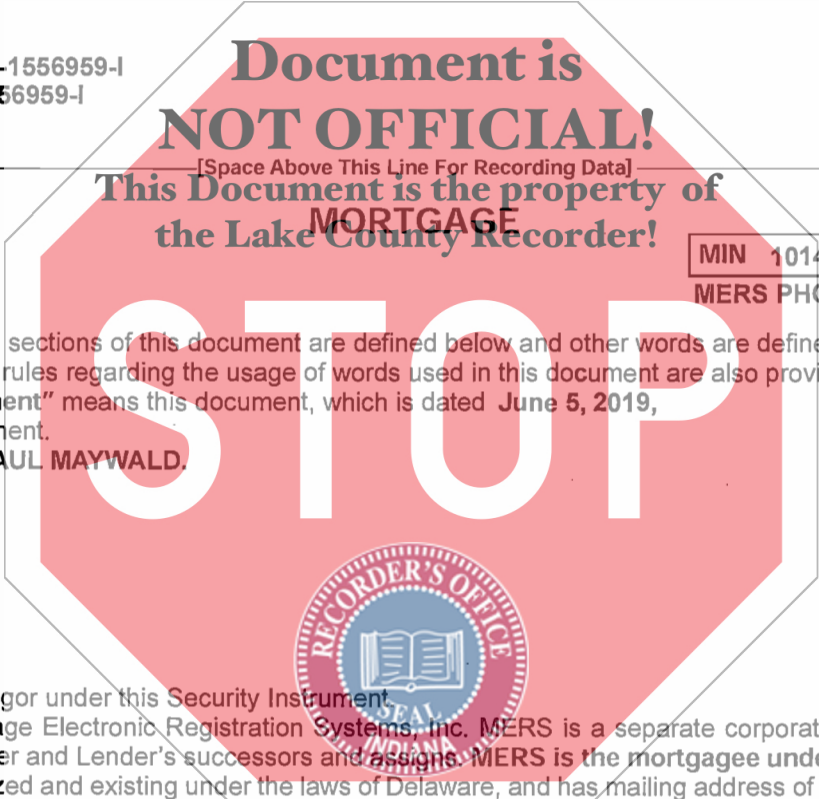 -1556959-I
56959-I
Document is
NOT OFFICIAL!
[Space Above This Line For Recording Data]
This Document is the property of
MORTGAGE
the Lake County Recorder!
MIN 1014
MERS PHO
sections of this document are defined below and other words are define
rules regarding the usage of words used in this document are also provi
ent” means this document, which is dated June 5, 2019,
ent.
AUL MAYWALD.
STOP
RECORDER'S OFFICE
SEAL
INDIANA
gor under this Security Instrument.
ge Electronic Registration Systems, Inc. MERS is a separate corporat
er and Lender's successors and assigns. MERS is the mortgagee unde
zed and existing under the laws of Delaware, and has mailing address of